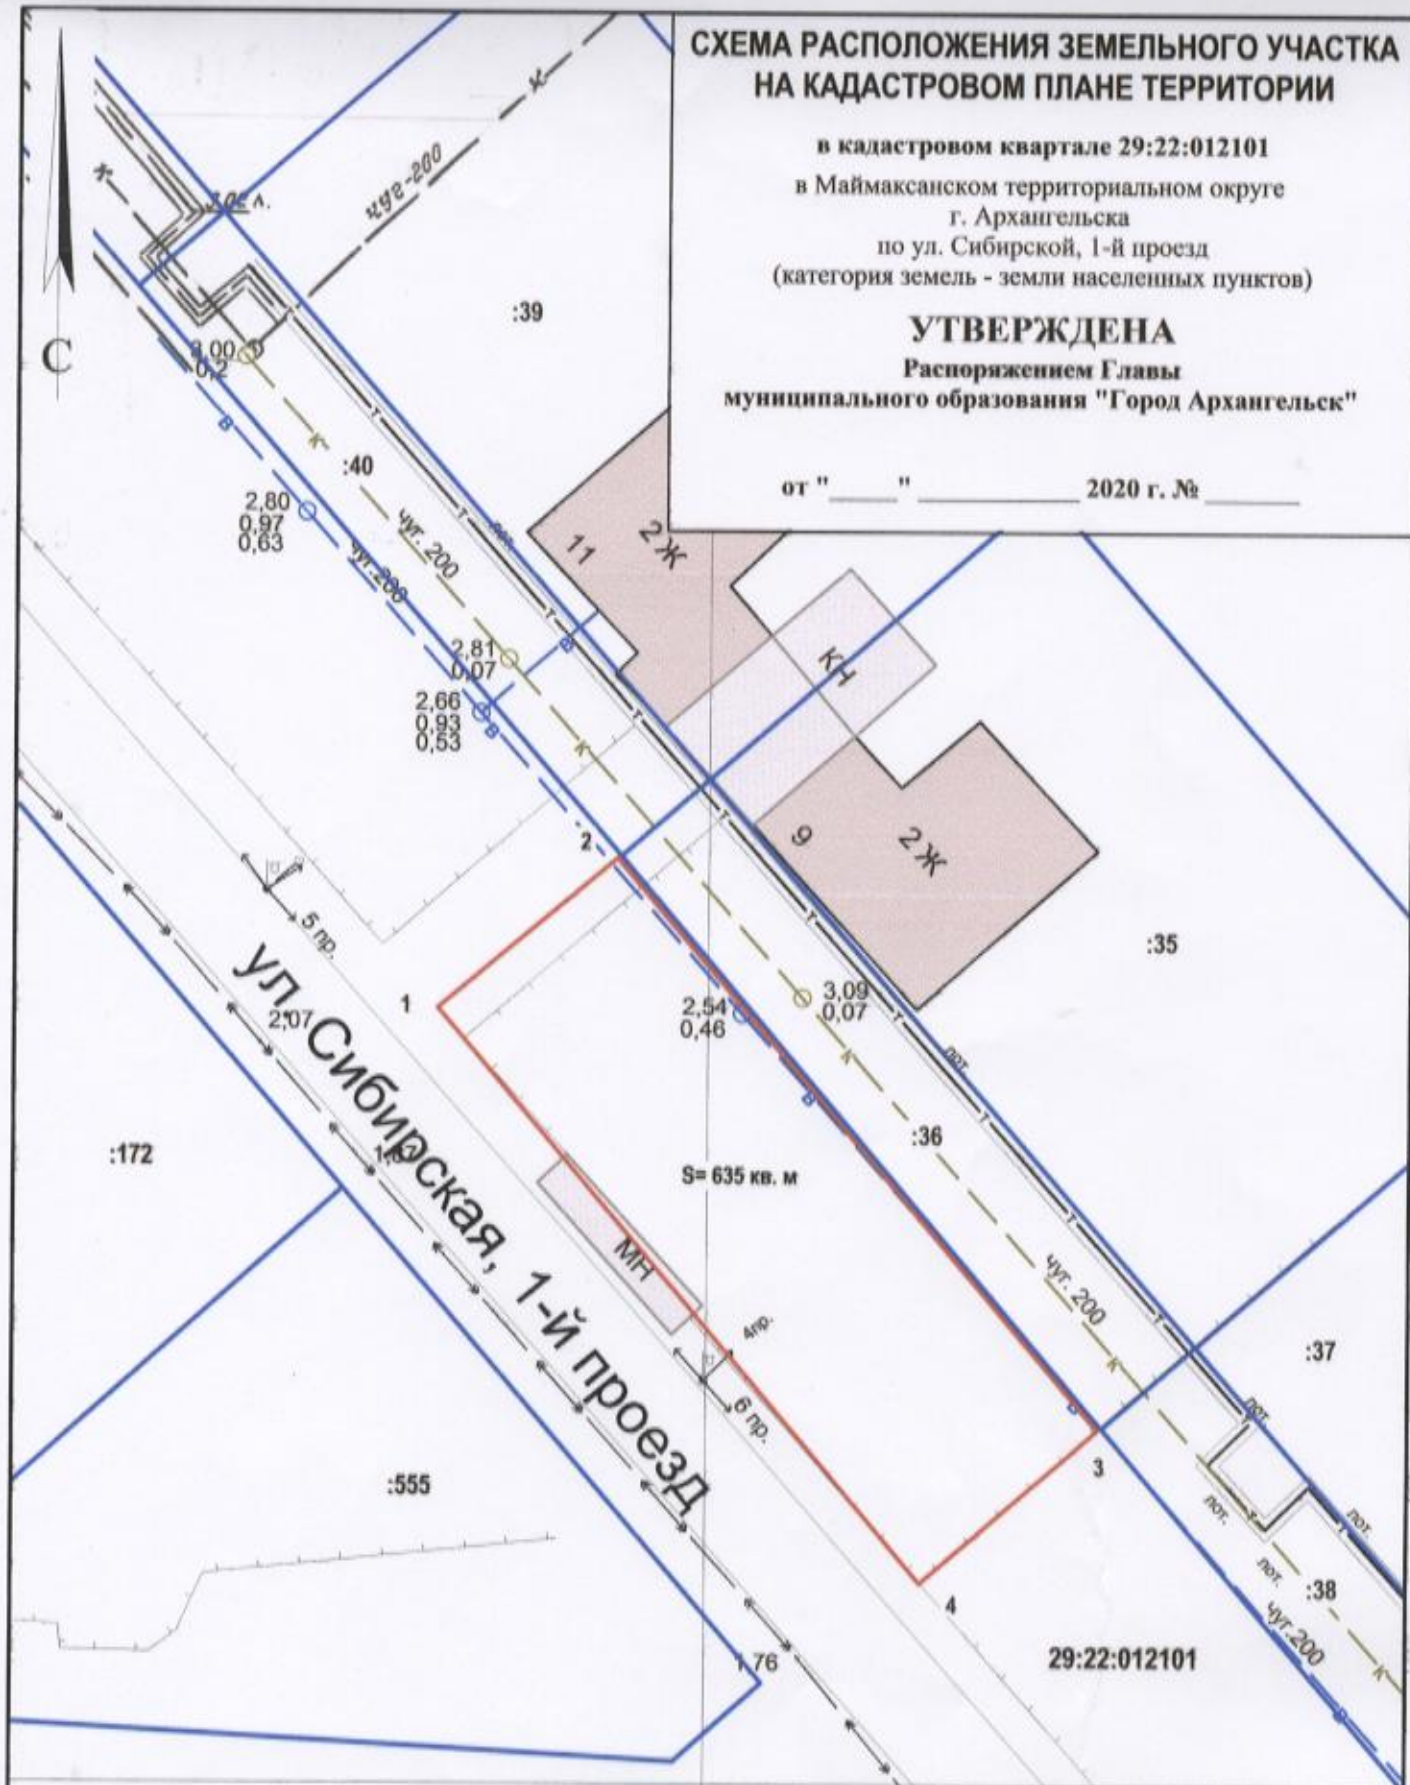 СХЕМА РАСПОЛОЖЕНИЯ ЗЕМЕЛЬНОГО УЧАСТКА
НА КАДАСТРОВОМ ПЛАНЕ ТЕРРИТОРИИ
в кадастровом квартале 29:22:012101
в Маймаксанском территориальном округе
г. Архангельска
по ул. Сибирской, 1-й проезд
(категория земель - земли населенных пунктов)
УТВЕРЖДЕНА
Распоряжением Главы
муниципального образования "Город Архангельск"
от "_____" ____________ 2020 г. № _______
К
К
чуг-200
:39
С
3,00
0,2
В
К
Т
:40
2,80
0,97
0,63
чуг. 200
чуг.200
Т
пот.
11
2 Ж
Т
В
2,81
0,07
2,66
0,93
0,53
В
К
КН
Т
2
9
2 Ж
Т
5 пр.
:35
1
2,07
ул. Сибирская, 1-й проезд
2,54
0,46
3,09
0,07
Т
К
пот.
В
Т
:36
:172
S= 635 кв. м
Т
МН
чуг. 200
4пр.
Т
:37
К
6 пр.
В
пот.
3
:555
пот.
Т
Т
пот.
пот.
:38
4
чуг.200
1,76
29:22:012101
К
В